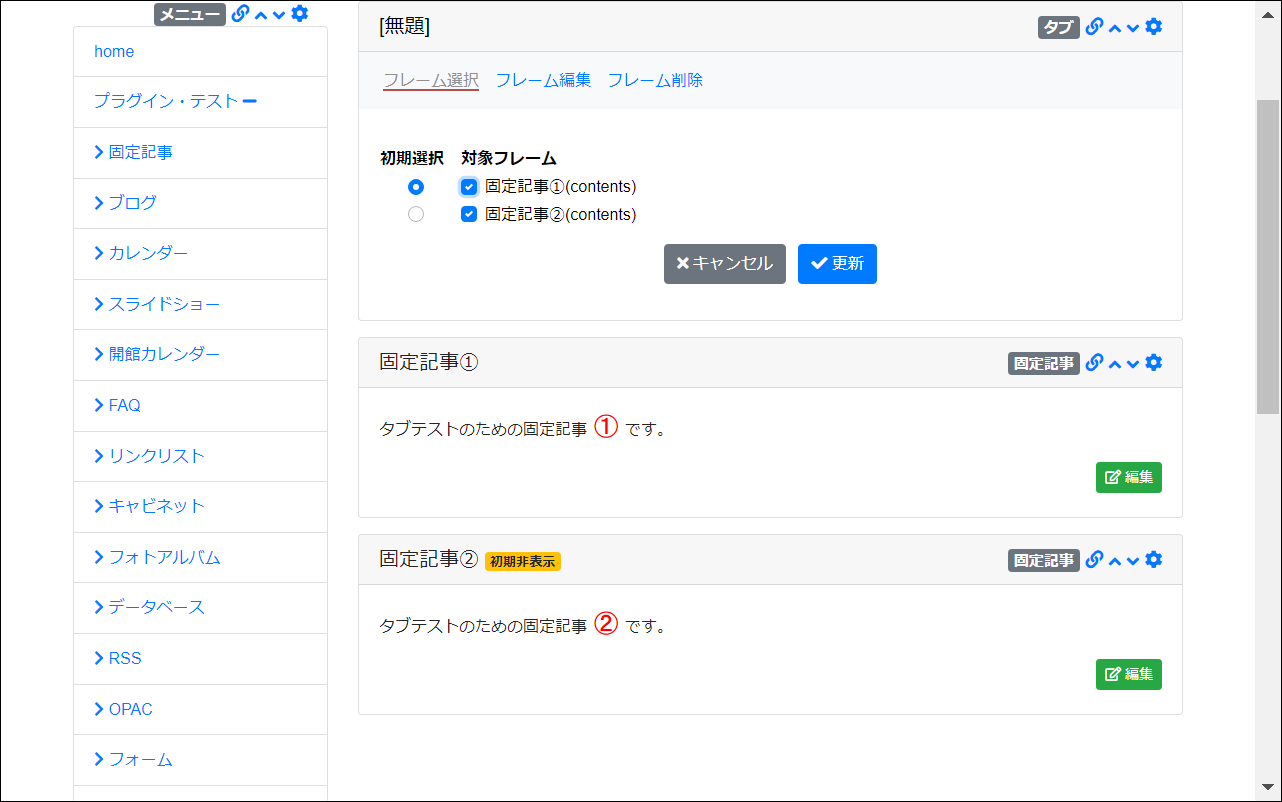 メニュー
home
プラグイン・テスト
固定記事
ブログ
カレンダー
スライドショー
開館カレンダー
FAQ
リンクリスト
キャビネット
フォトアルバム
データベース
RSS
OPAC
フォーム
[無題] タブ
フレーム選択 フレーム編集 フレーム削除
初期選択 対象フレーム
固定記事①(contents)
固定記事②(contents)
キャンセル 更新
固定記事① 固定記事
タブテストのための固定記事 ① です。
編集
固定記事② 初期非表示 固定記事
タブテストのための固定記事 ② です。
編集